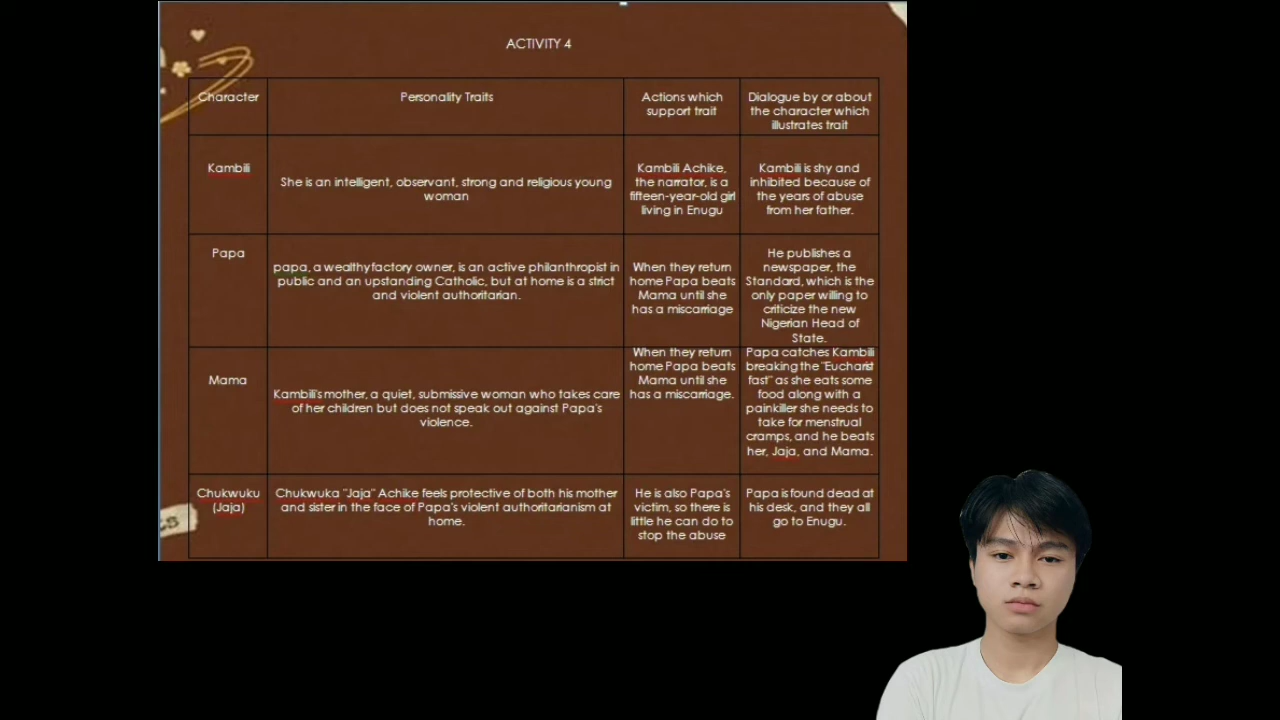 ACTIVITY 4
Character
Personality Traits
Actions which
support trait
Dialogue by or about
the character which
illustrates trait
Kambili
She is an intelligent, observant, strong and religious young
woman
Kambili Achike,
the narrator, is a
fifteen-year-old girl
living in Enugu
Kambili is shy and
inhibited because of
the years of abuse
from her father.
Papa
papa, a wealthy factory owner, is an active philanthropist in
public and an upstanding Catholic, but at home is a strict
and violent authoritarian.
When they return
home Papa beats
Mama until she
has a miscarriage
He publishes a
newspaper, the
Standard, which is the
only paper willing to
criticize the new
Nigerian Head of
State.
Mama
Kambili's mother, a quiet, submissive woman who takes care
of her children but does not speak out against Papa's
violence.
When they return
home Papa beats
Mama until she
has a miscarriage.
Papa catches Kambili
breaking the "Eucharist
fast" as she eats some
food along with a
painkiller she needs to
take for menstrual
cramps, and he beats
her, Jaja, and Mama.
Chukwuku
(Jaja)
Chukwuka "Jaja" Achike feels protective of both his mother
and sister in the face of Papa's violent authoritarianism at
home.
He is also Papa's
victim, so there is
little he can do to
stop the abuse
Papa is found dead at
his desk, and they all
go to Enugu.